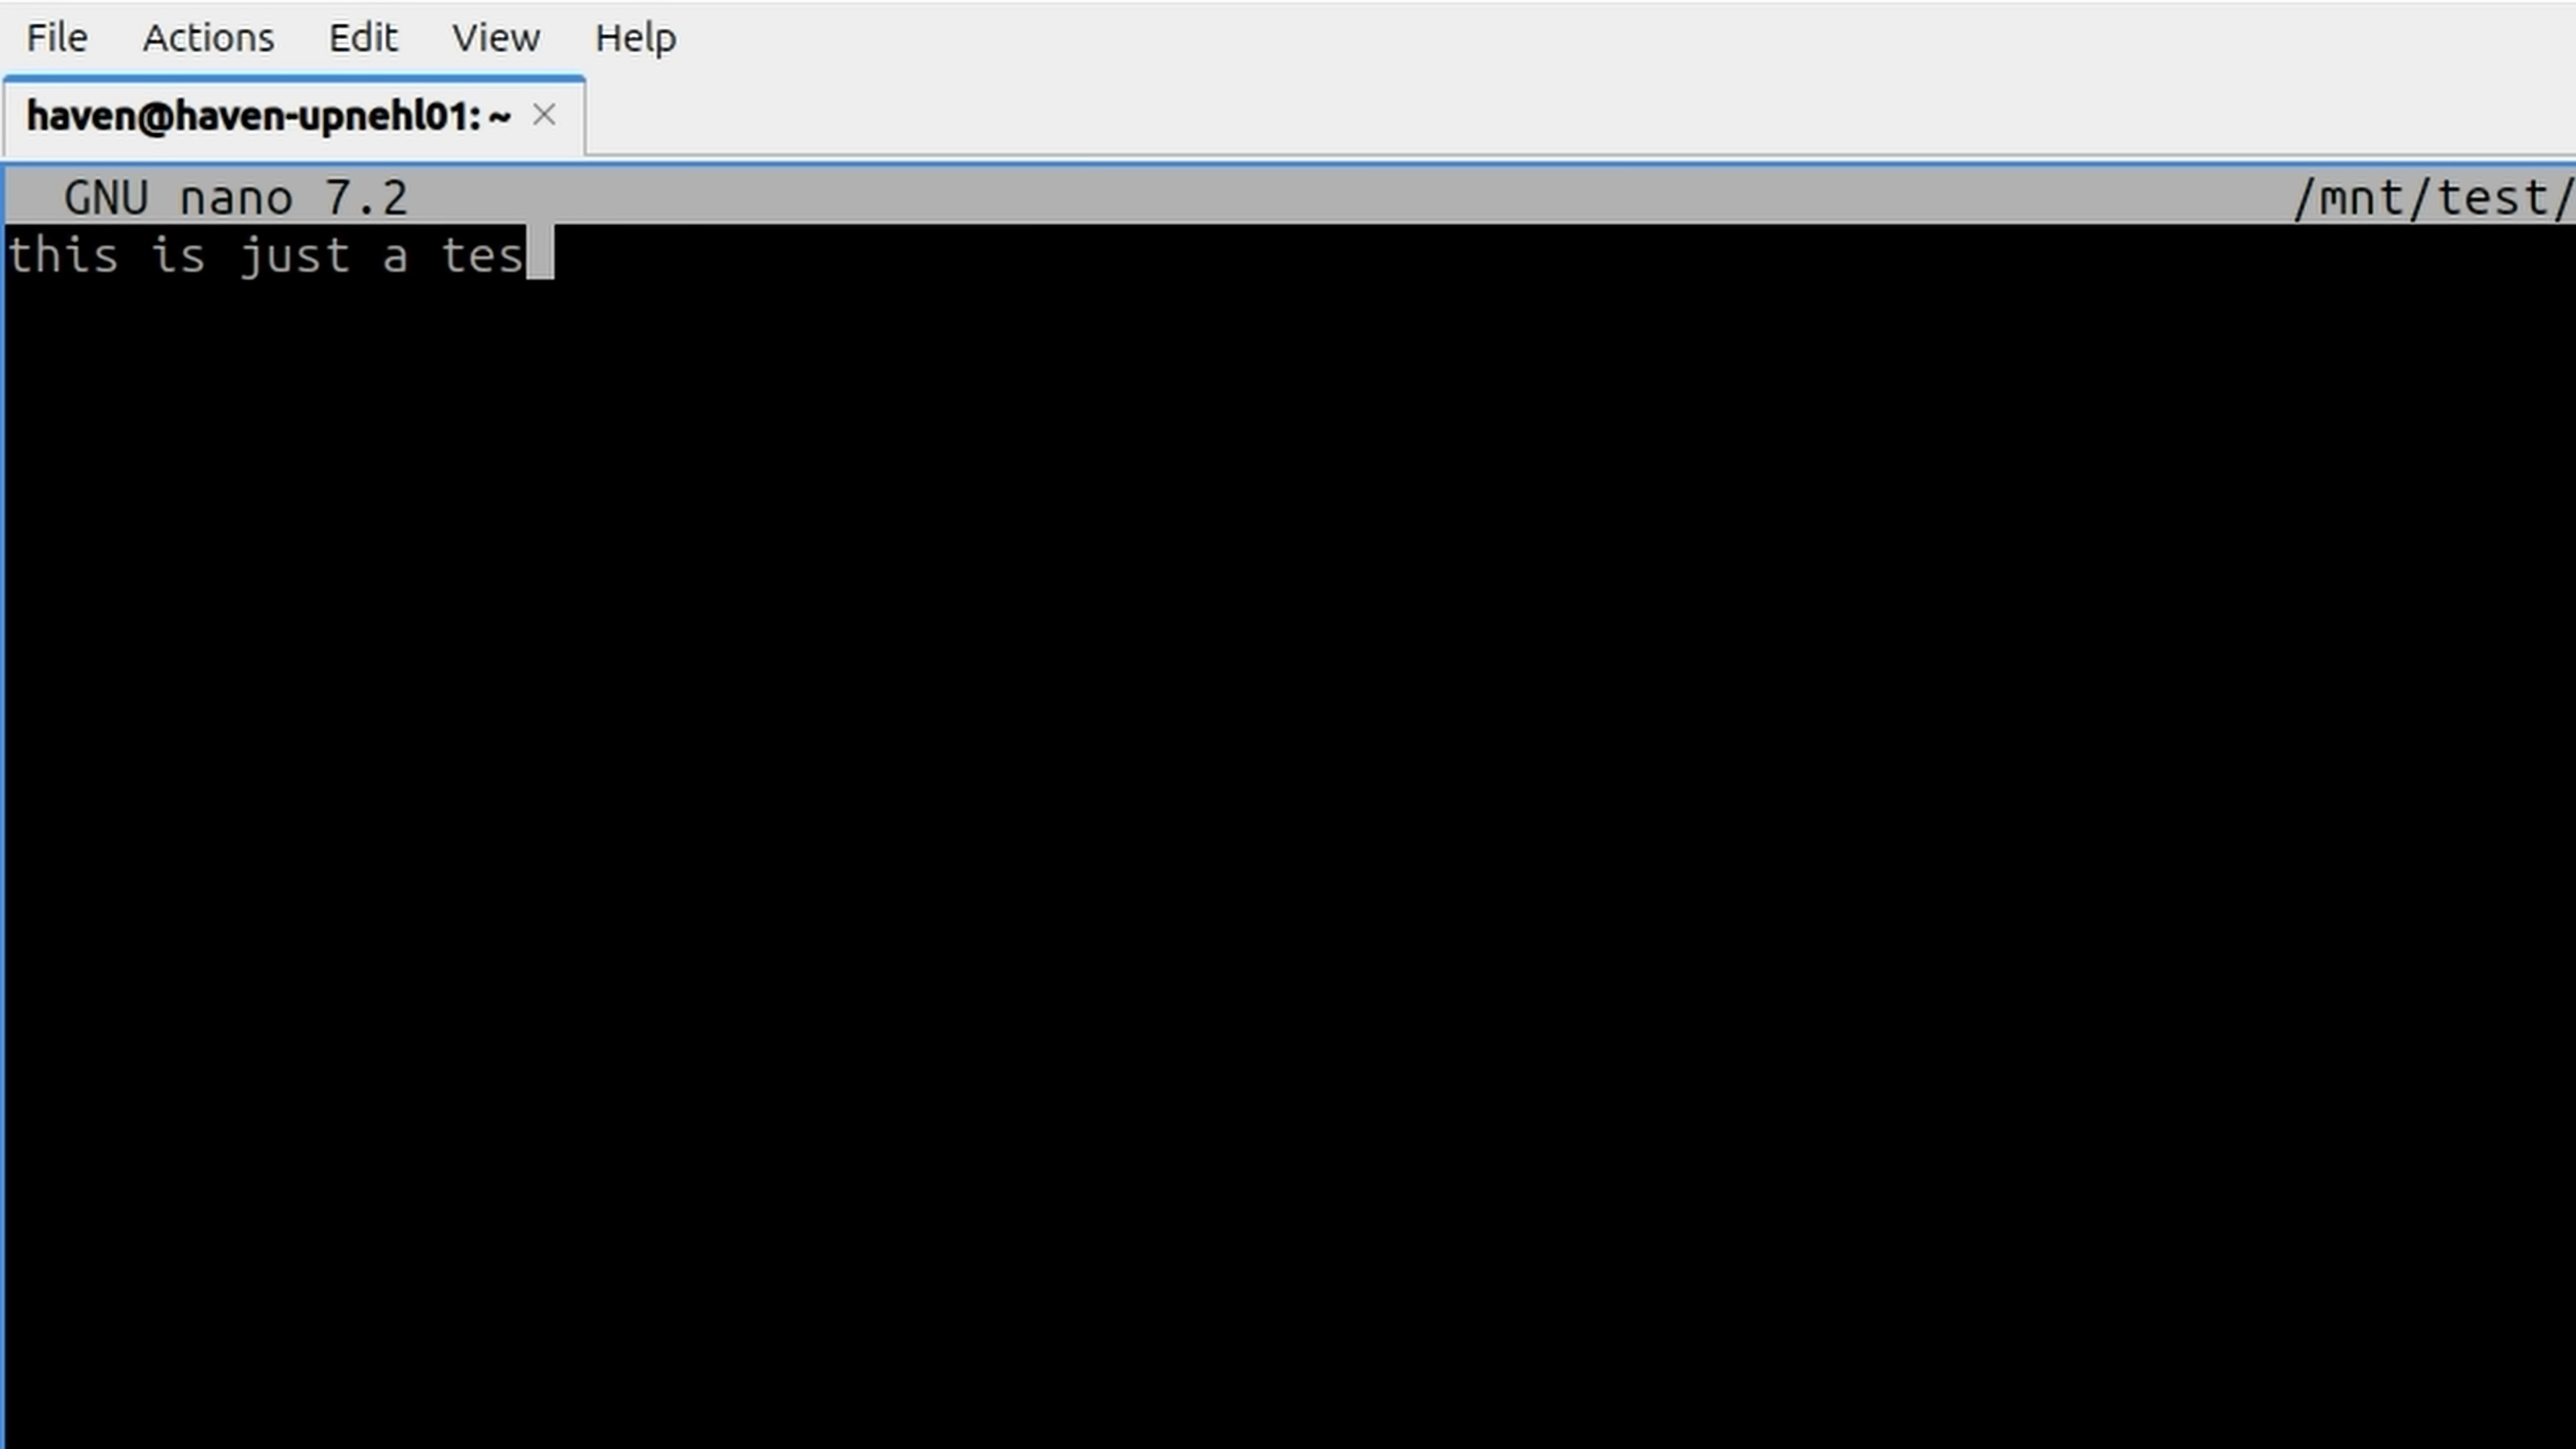 File Actions Edit View Help
haven@haven-upnehl01: ~
GNU nano 7.2 /mnt/test/
this is just a tes